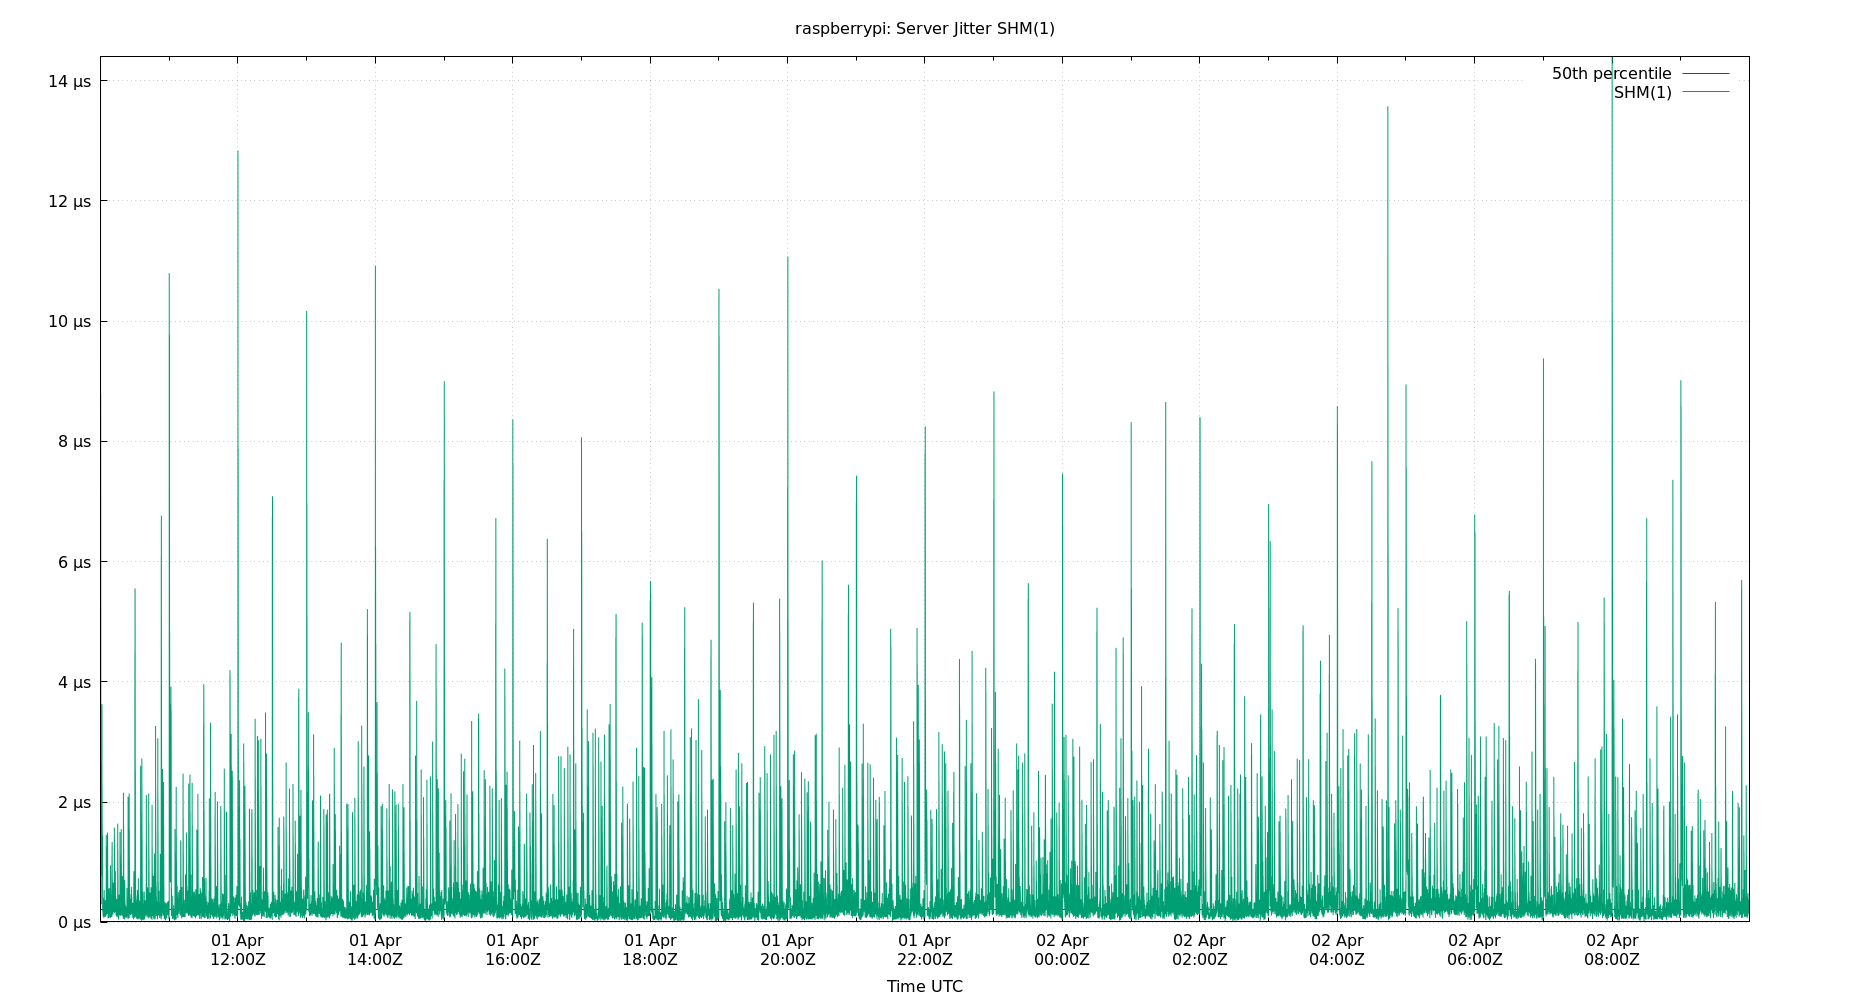 raspberrypi: Server Jitter SHM(1)
50th percentile
SHM(1)
14 µs
12 µs
10 µs
8 µs
6 µs
4 µs
2 µs
0 µs
01 Apr 01 Apr 01 Apr 01 Apr 01 Apr 01 Apr 02 Apr 02 Apr 02 Apr 02 Apr 02 Apr
12:00Z 14:00Z 16:00Z 18:00Z 20:00Z 22:00Z 00:00Z 02:00Z 04:00Z 06:00Z 08:00Z
Time UTC